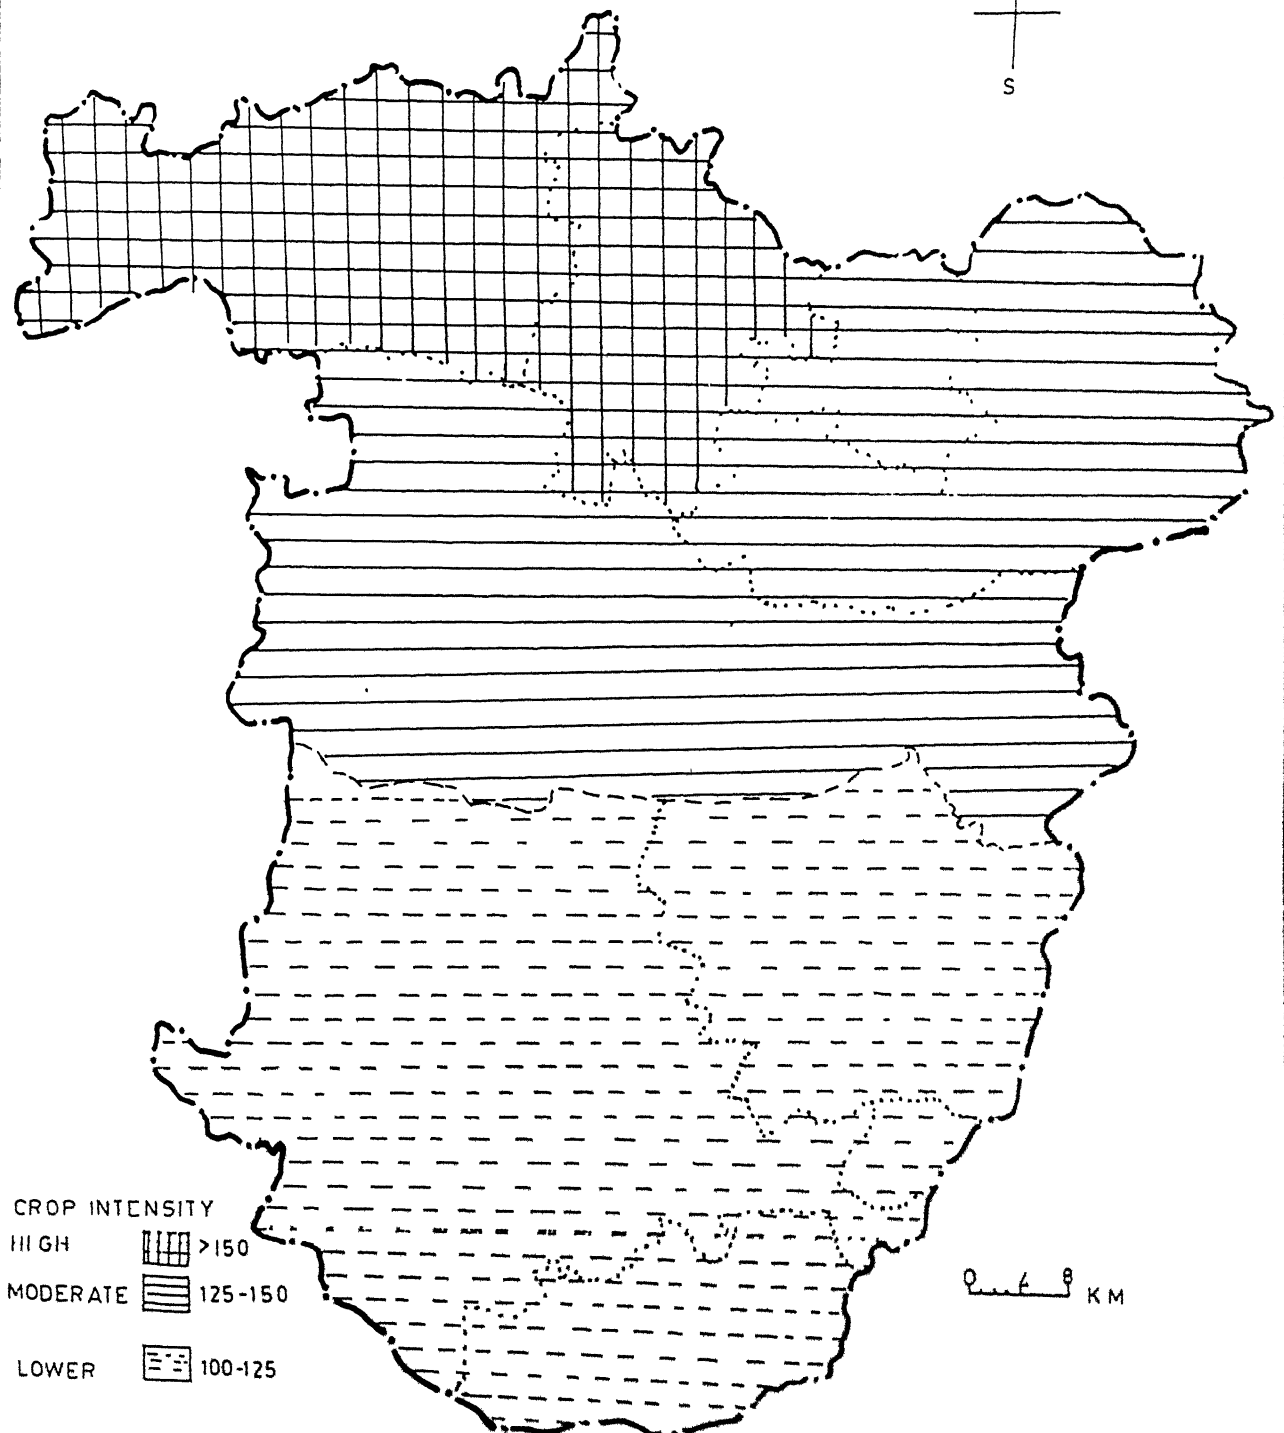 S
CROP INTENSITY
HIGH >150
MODERATE 125-150
LOWER 100-125
0 4 8 KM